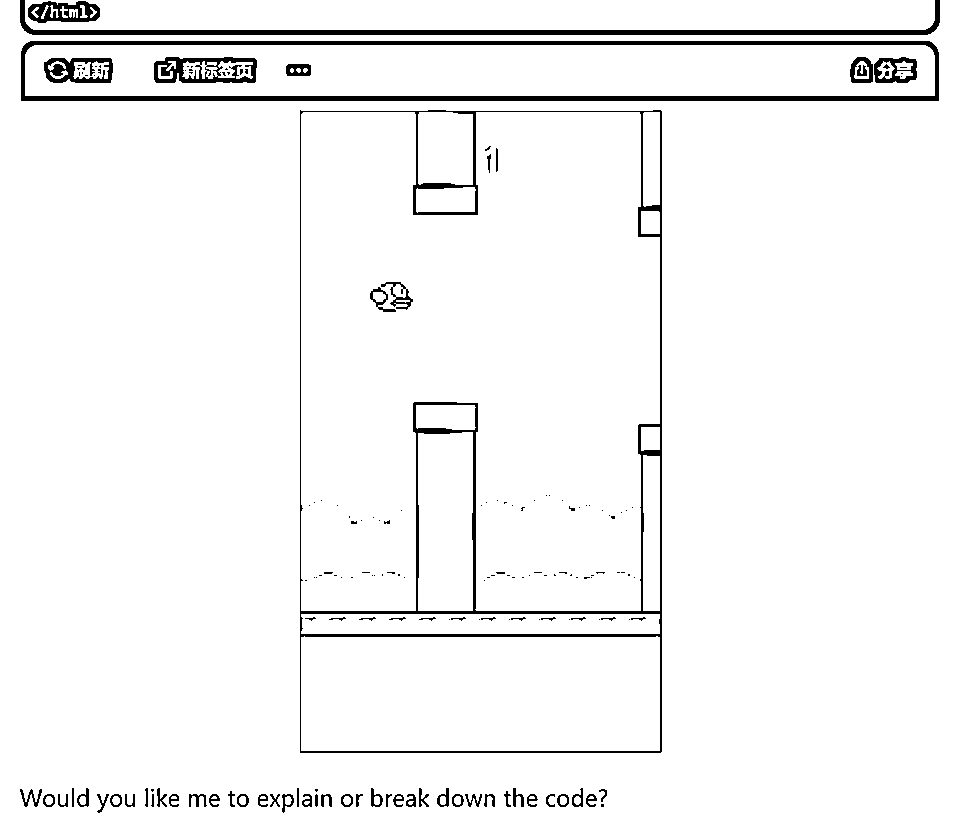 </html>
刷新 新标签页 ••• 分享
1
Would you like me to explain or break down the code?